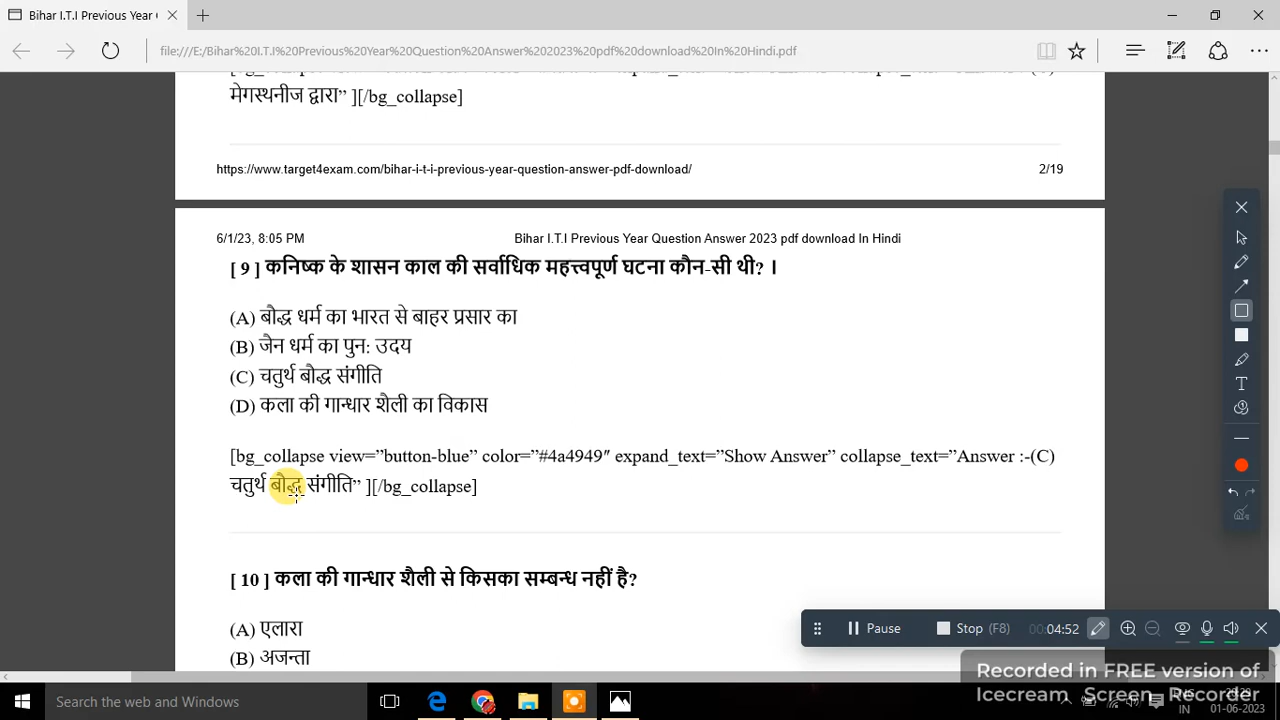 Bihar I.T.I Previous Year
file:///E:/Bihar%20I.T.I%20Previous%20Year%20Question%20Answer%202023%20pdf%20download%20In%20Hindi.pdf
मेगस्थनीज द्वारा” ][/bg_collapse]
https://www.target4exam.com/bihar-i-t-i-previous-year-question-answer-pdf-download/ 2/19
6/1/23, 8:05 PM Bihar I.T.I Previous Year Question Answer 2023 pdf download In Hindi
[ 9 ] कनिष्क के शासन काल की सर्वाधिक महत्त्वपूर्ण घटना कौन-सी थी? ।
(A) बौद्ध धर्म का भारत से बाहर प्रसार का
(B) जेन धर्म का पुन: उदय
(C) चतुर्थ बौद्ध संगीति
(D) कला की गान्धार शैली का विकास
[bg_collapse view=”button-blue” color=”#4a4949″ expand_text=”Show Answer” collapse_text=”Answer :-(C)
चतुर्थ बौद्ध संगीति” ][/bg_collapse]
[ 10 ] कला की गान्धार शैली से किसका सम्बन्ध नहीं है?
(A) एलारा
(B) अजन्ता
Pause Stop (F8) 00:04:52
Recorded in FREE version of
Icecream Screen Recorder
Search the web and Windows
IN 01-06-2023